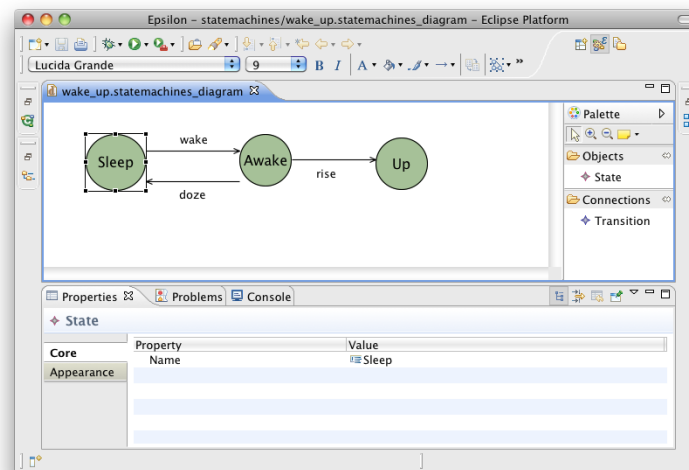 Epsilon - statemachines/wake_up.statemachines_diagram - Eclipse Platform
Lucida Grande 9 B I A
wake_up.statemachines_diagram
Palette
Objects
State
Connections
Transition
wake
Sleep Awake Up
rise
doze
Properties Problems Console
State
Core
Appearance
Property Value
Name Sleep